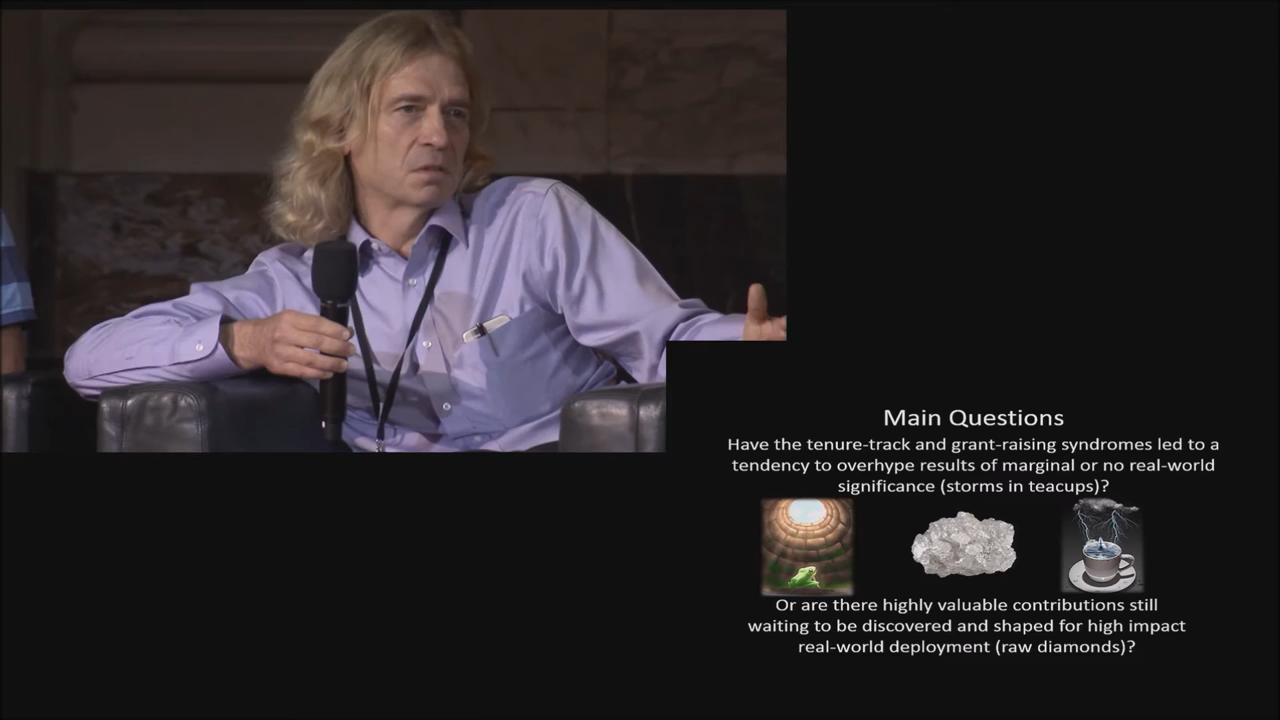 Main Questions
Have the tenure-track and grant-raising syndromes led to a
tendency to overhype results of marginal or no real-world
significance (storms in teacups)?
Or are there highly valuable contributions still
waiting to be discovered and shaped for high impact
real-world deployment (raw diamonds)?